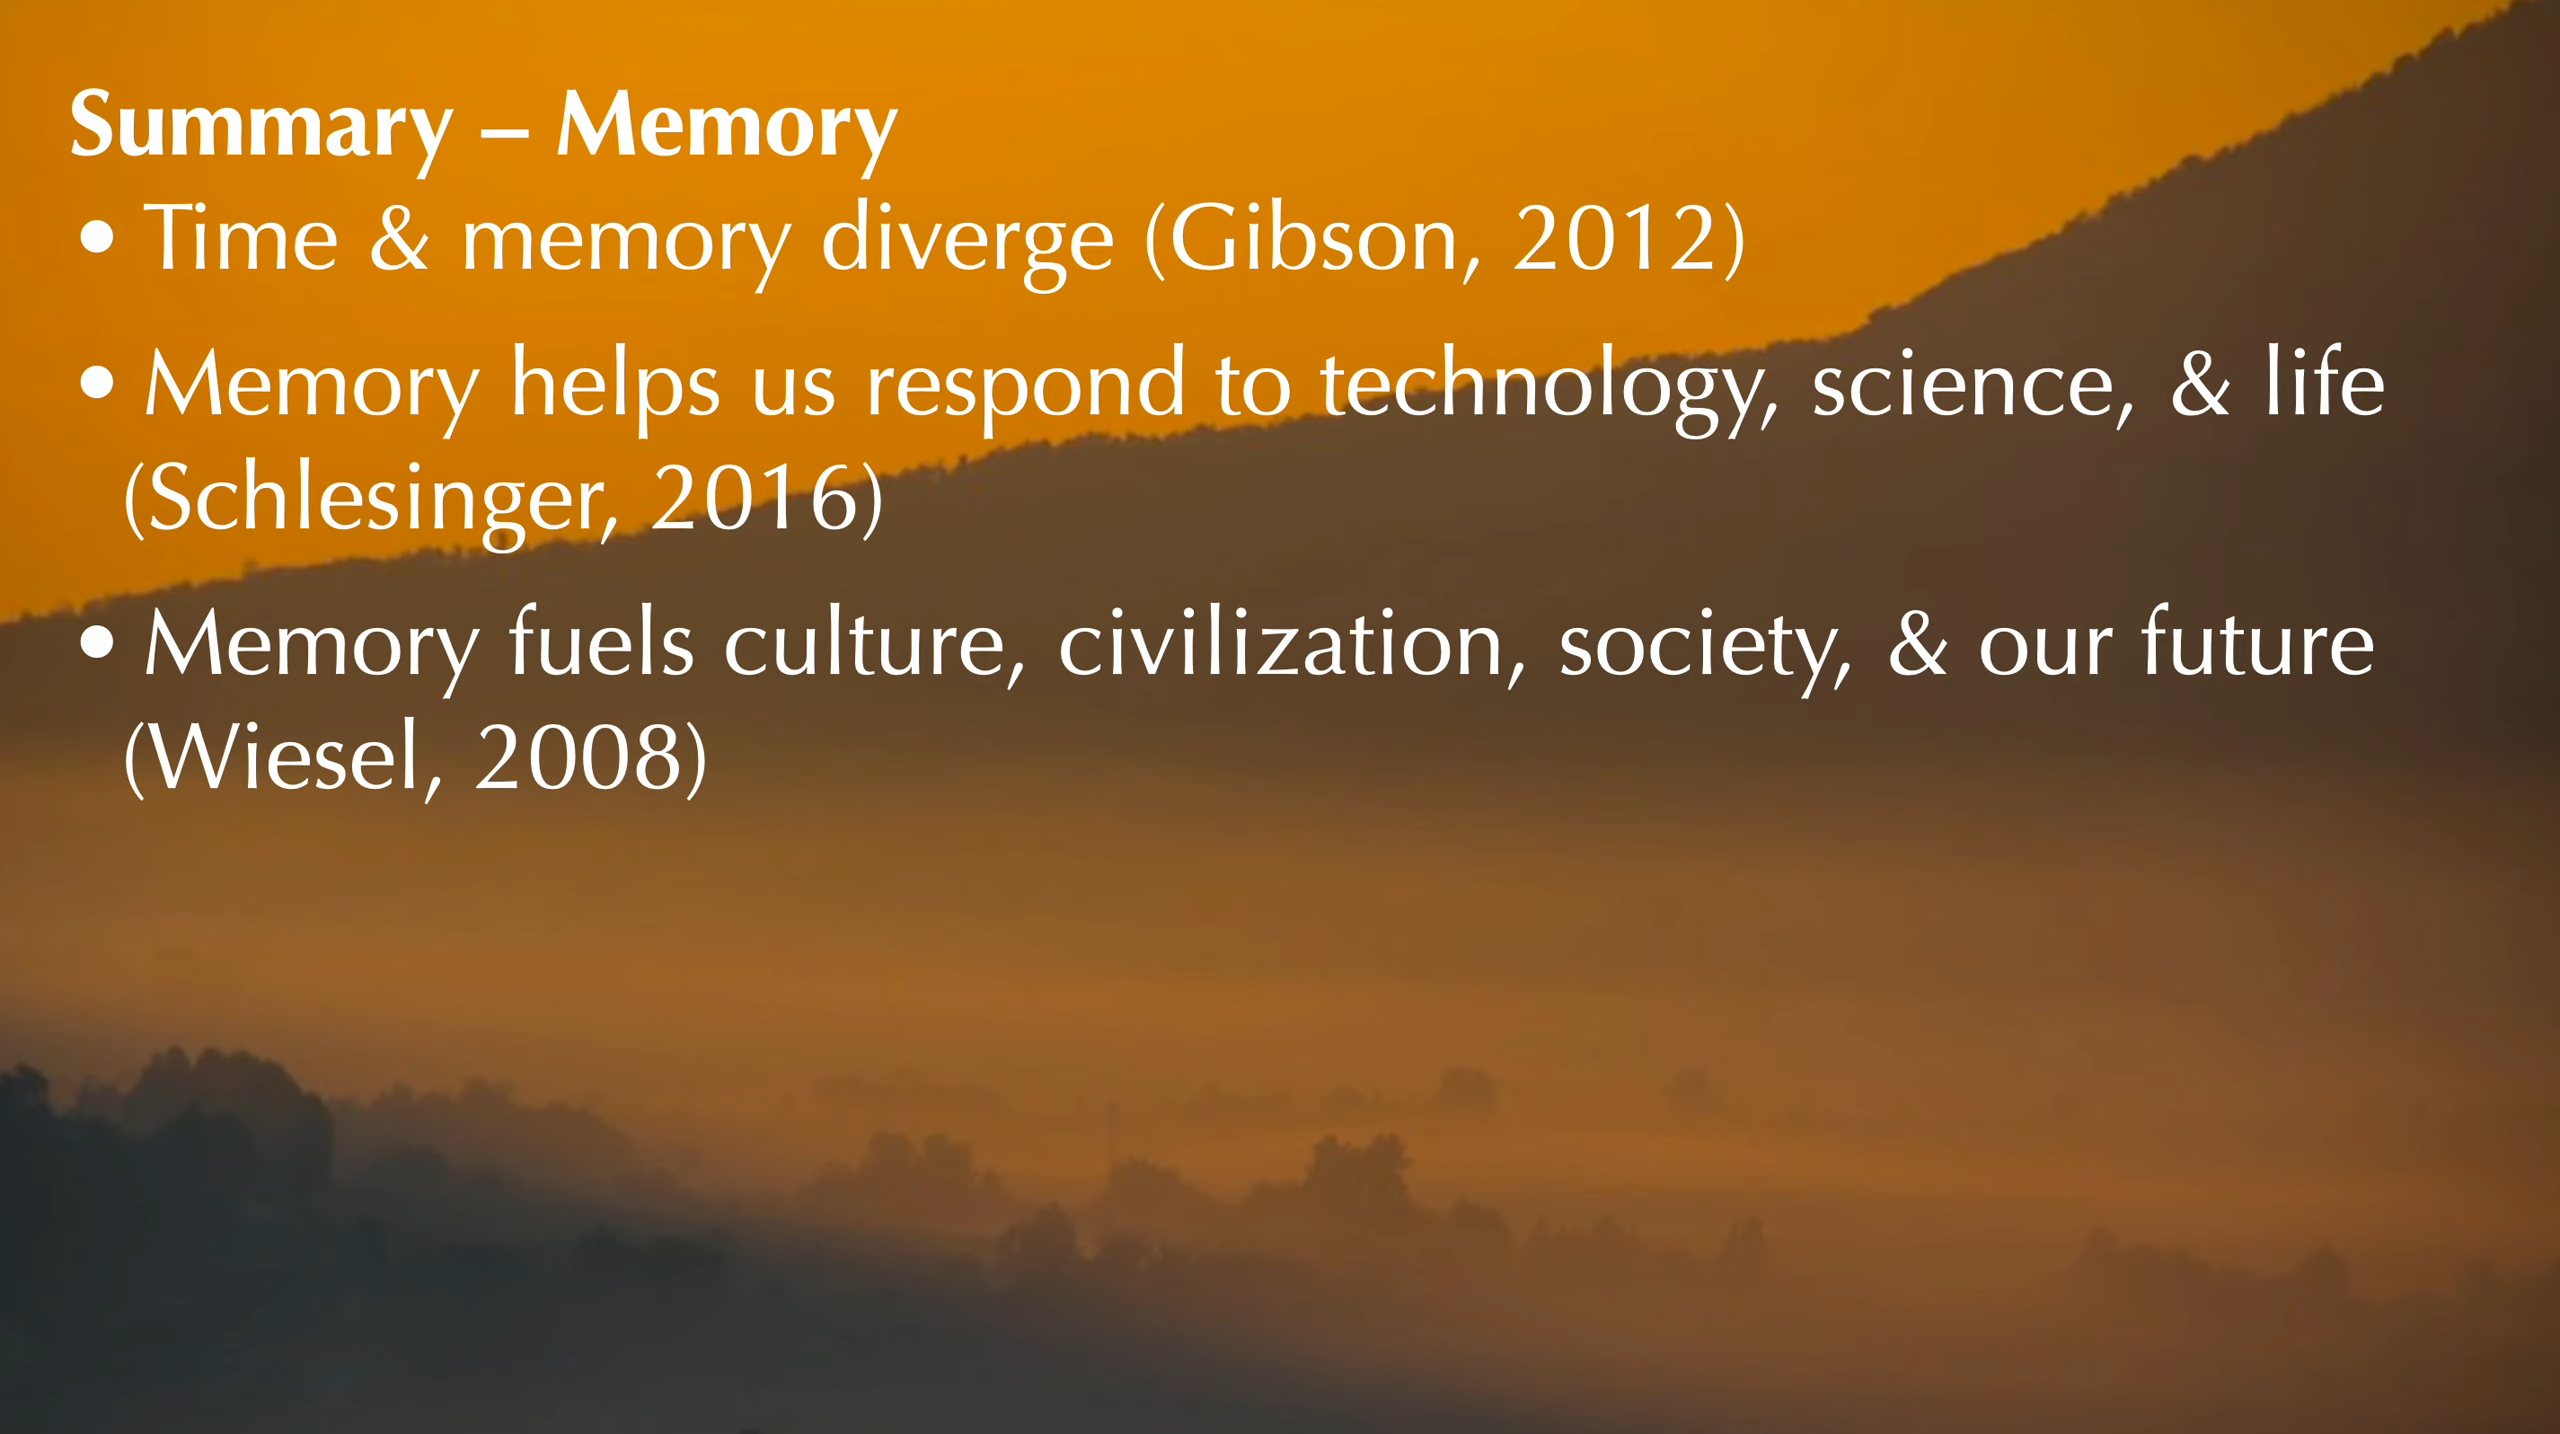 Summary – Memory
• Time & memory diverge (Gibson, 2012)
• Memory helps us respond to technology, science, & life
(Schlesinger, 2016)
• Memory fuels culture, civilization, society, & our future
(Wiesel, 2008)